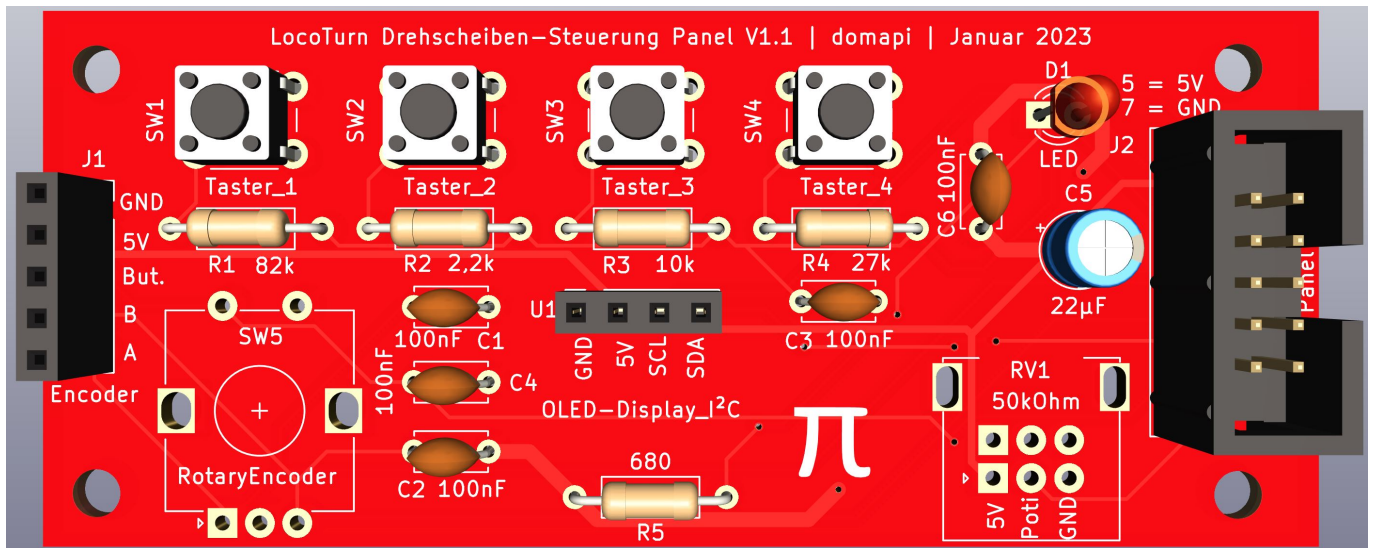 LocoTurn Drehscheiben-Steuerung Panel V1.1 | domapi | Januar 2023
SW1
SW2
SW3
SW4
D1
5 = 5V
7 = GND
LED
J2
J1
GND
5V
But.
B
A
Encoder
Taster_1
Taster_2
Taster_3
Taster_4
C6 100nF
C5
+
22µF
Panel
R1 82k
R2 2,2k
R3 10k
R4 27k
SW5
RotaryEncoder
100nF C1
100nF
C4
C2 100nF
U1
GND
5V
SCL
SDA
OLED-Display_I²C
C3 100nF
π
680
R5
RV1
50kOhm
5V
Poti
GND